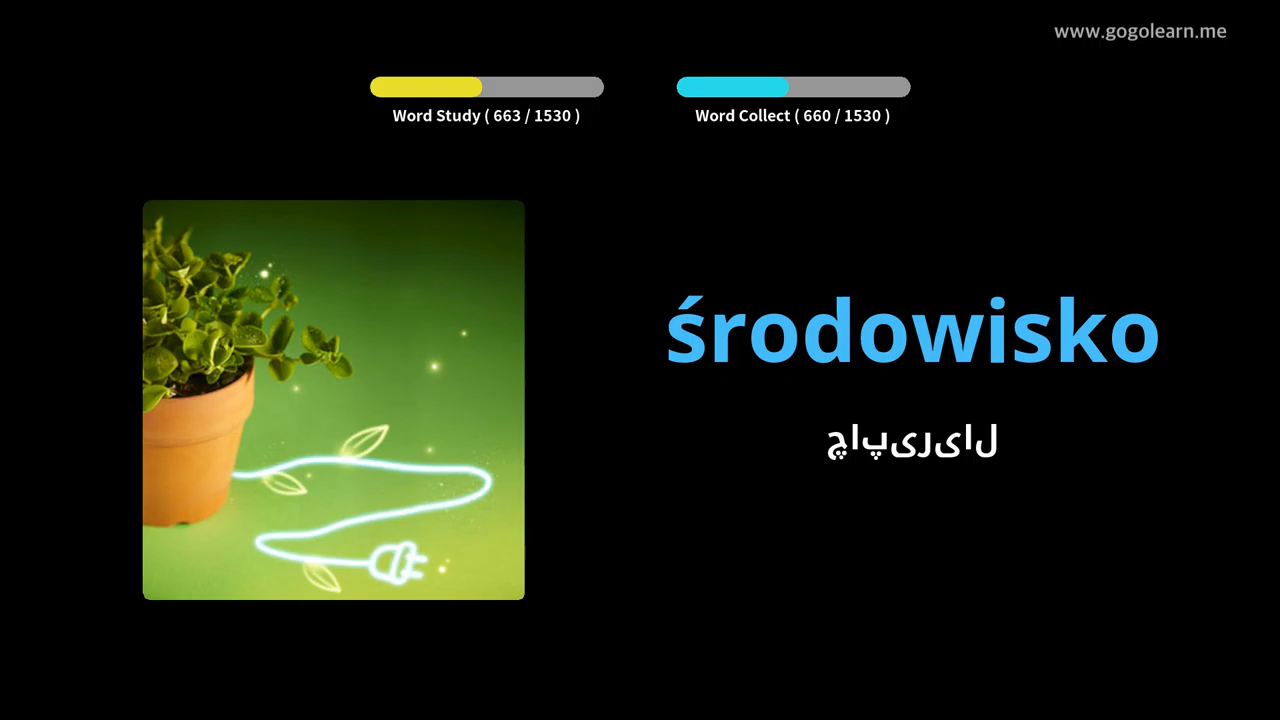 www.gogolearn.me
Word Study ( 663 / 1530 )
Word Collect ( 660 / 1530 )
środowisko
چاپیریال